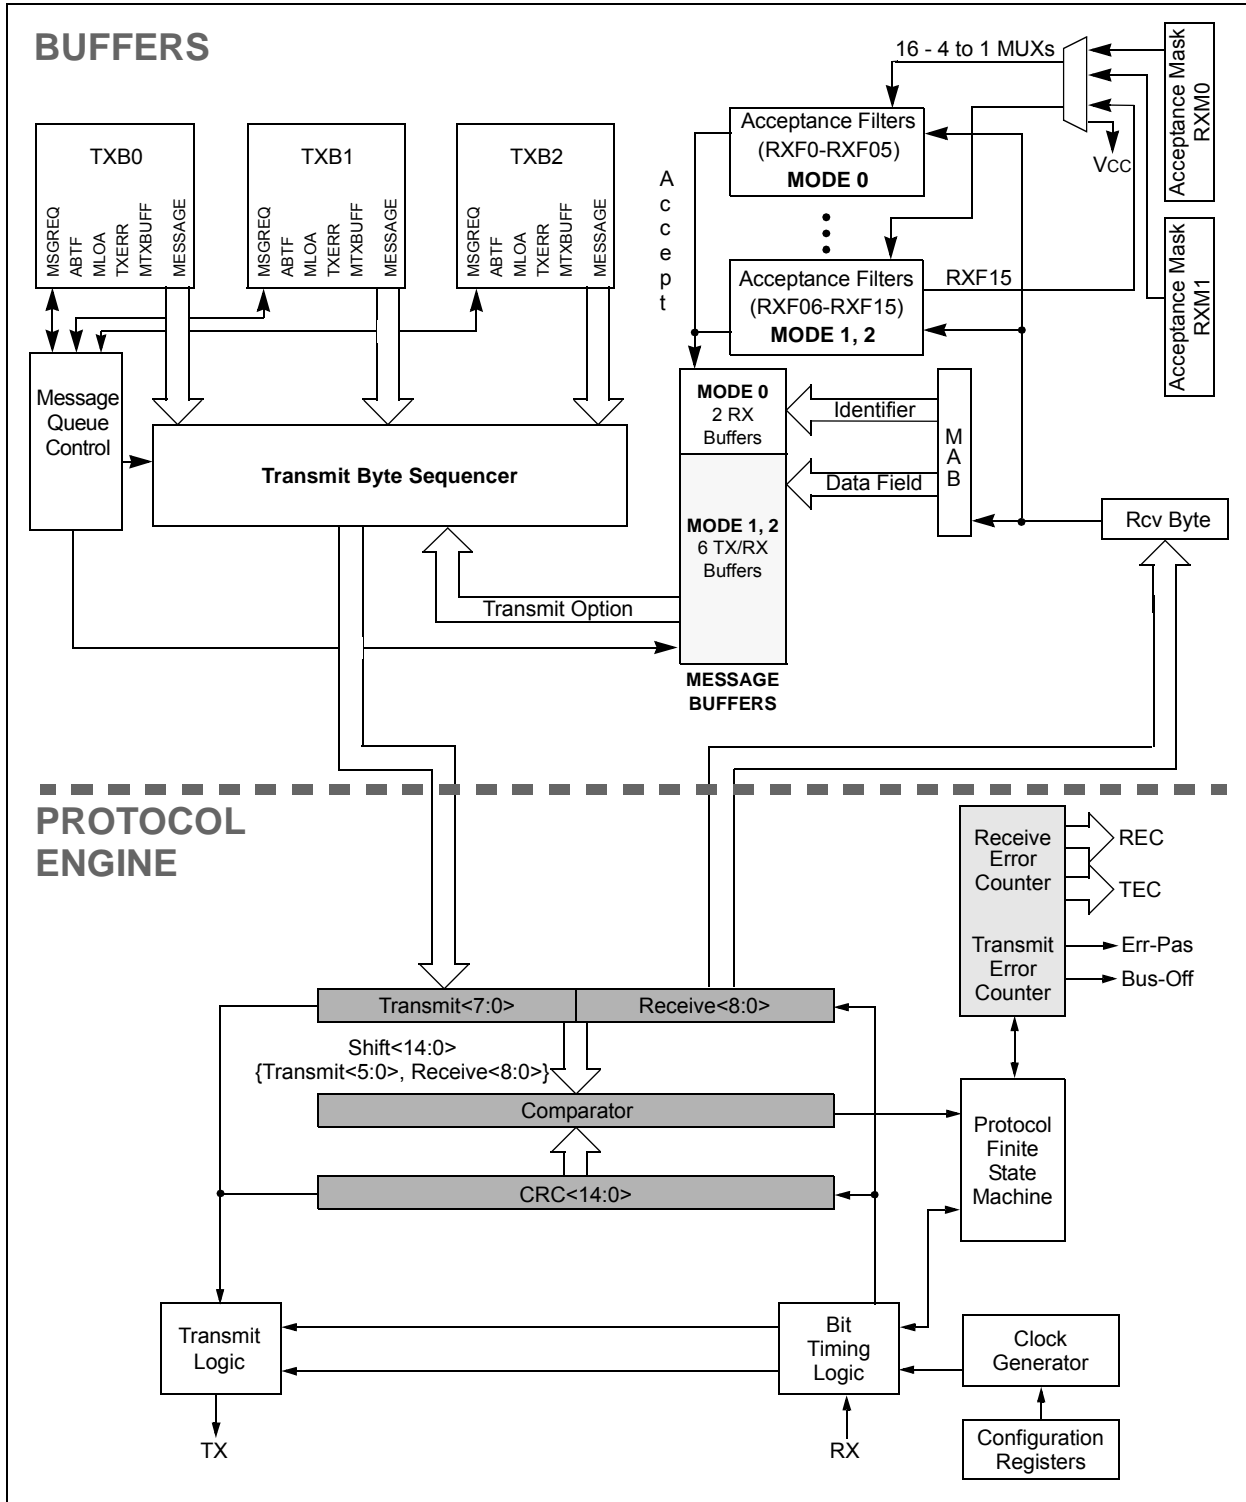 BUFFERS
16 - 4 to 1 MUXs
Acceptance Mask
RXM0
VCC
Acceptance Mask
RXM1
TXB0
MSGREQ
ABTF
MLOA
TXERR
MTXBUFF
MESSAGE
TXB1
MSGREQ
ABTF
MLOA
TXERR
MTXBUFF
MESSAGE
TXB2
MSGREQ
ABTF
MLOA
TXERR
MTXBUFF
MESSAGE
Accept
Acceptance Filters
(RXF0-RXF05)
MODE 0
Acceptance Filters
(RXF06-RXF15)
MODE 1, 2
RXF15
Message
Queue
Control
Transmit Byte Sequencer
MODE 0
2 RX
Buffers
Identifier
Data Field
MAB
MODE 1, 2
6 TX/RX
Buffers
Rcv Byte
Transmit Option
MESSAGE
BUFFERS
PROTOCOL
ENGINE
Receive
Error
Counter
REC
TEC
Transmit
Error
Counter
Err-Pas
Bus-Off
Transmit<7:0>
Receive<8:0>
Shift<14:0>
{Transmit<5:0>, Receive<8:0>}
Comparator
CRC<14:0>
Protocol
Finite
State
Machine
Transmit
Logic
Bit
Timing
Logic
Clock
Generator
TX
RX
Configuration
Registers